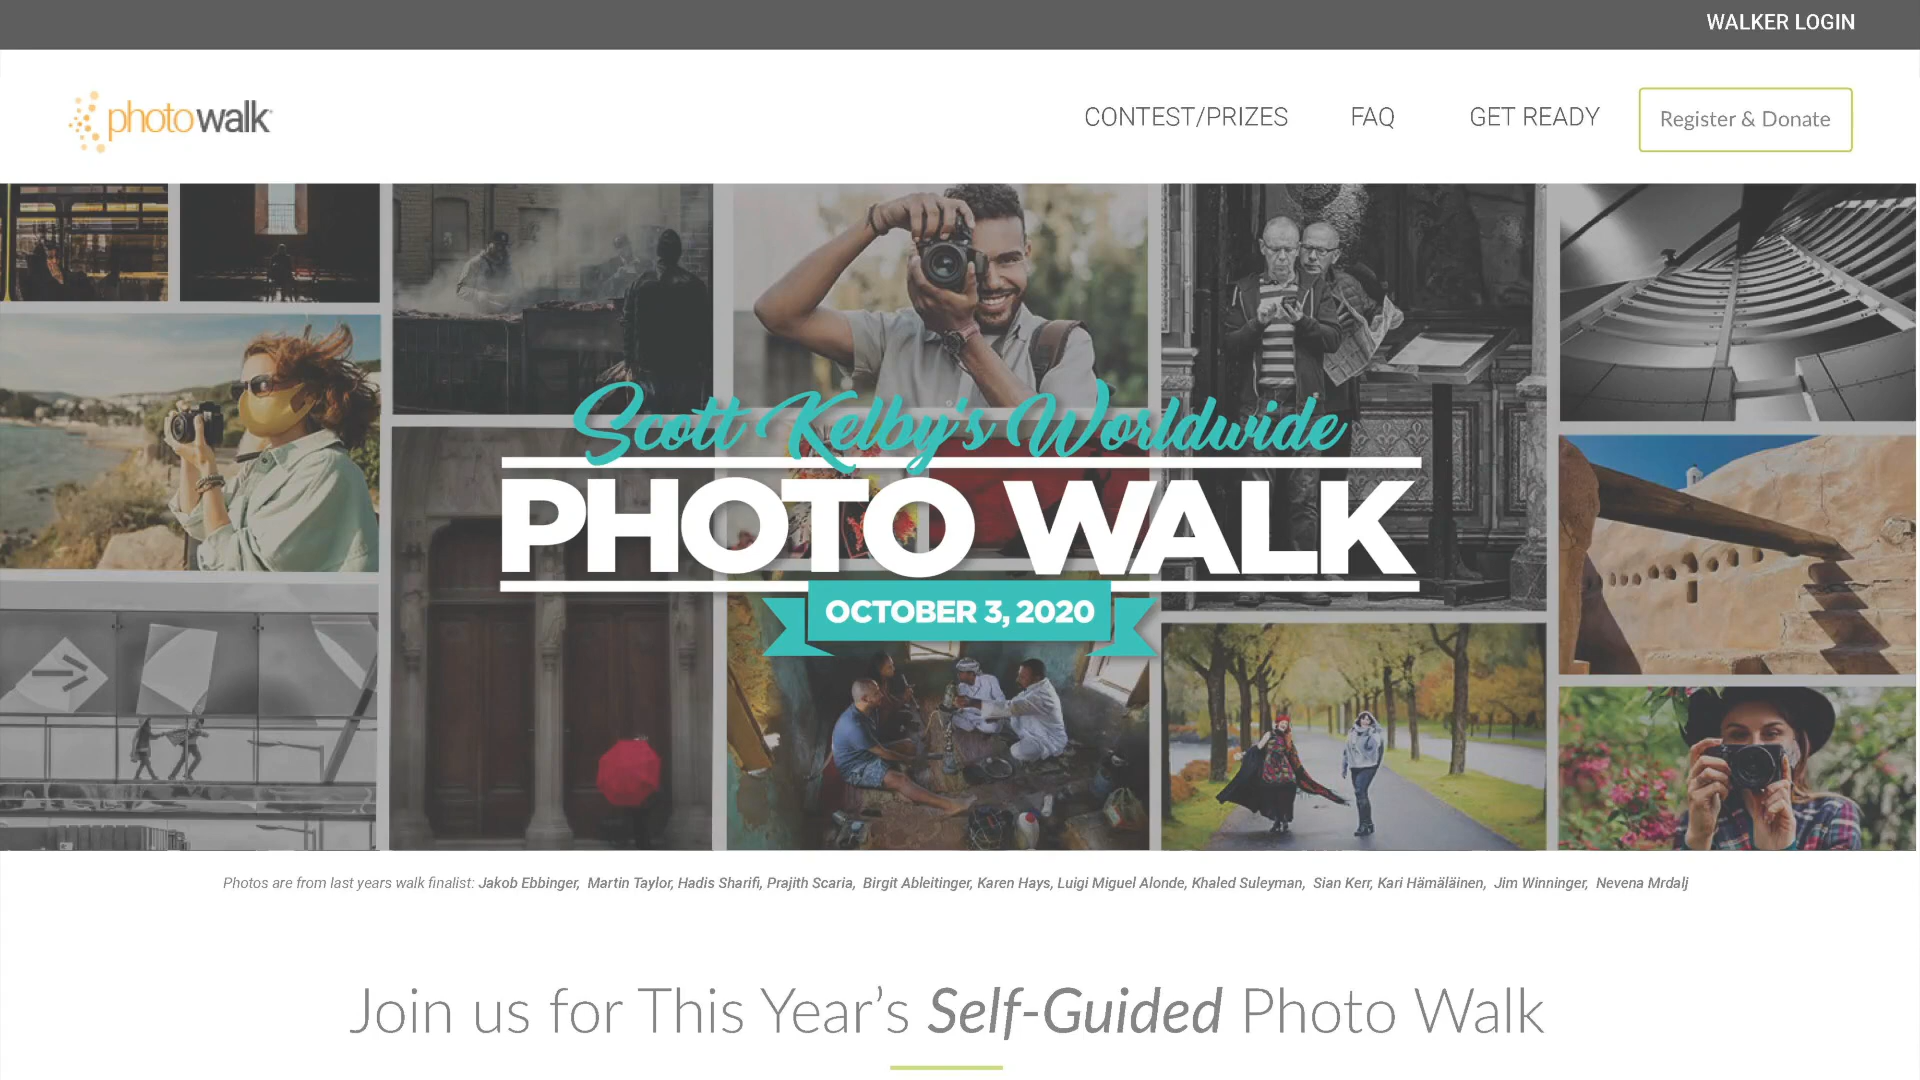 WALKER LOGIN
photowalk
CONTEST/PRIZES
FAQ
GET READY
Register & Donate
Scott Kelby's Worldwide
PHOTO WALK
OCTOBER 3, 2020
Photos are from last years walk finalist: Jakob Ebbinger, Martin Taylor, Hadis Sharifi, Prajith Scaria, Birgit Ableitinger, Karen Hays, Luigi Miguel Alonde, Khaled Suleyman, Sian Kerr, Kari Hämäläinen, Jim Winninger, Nevena Mrdalj
Join us for This Year’s Self-Guided Photo Walk